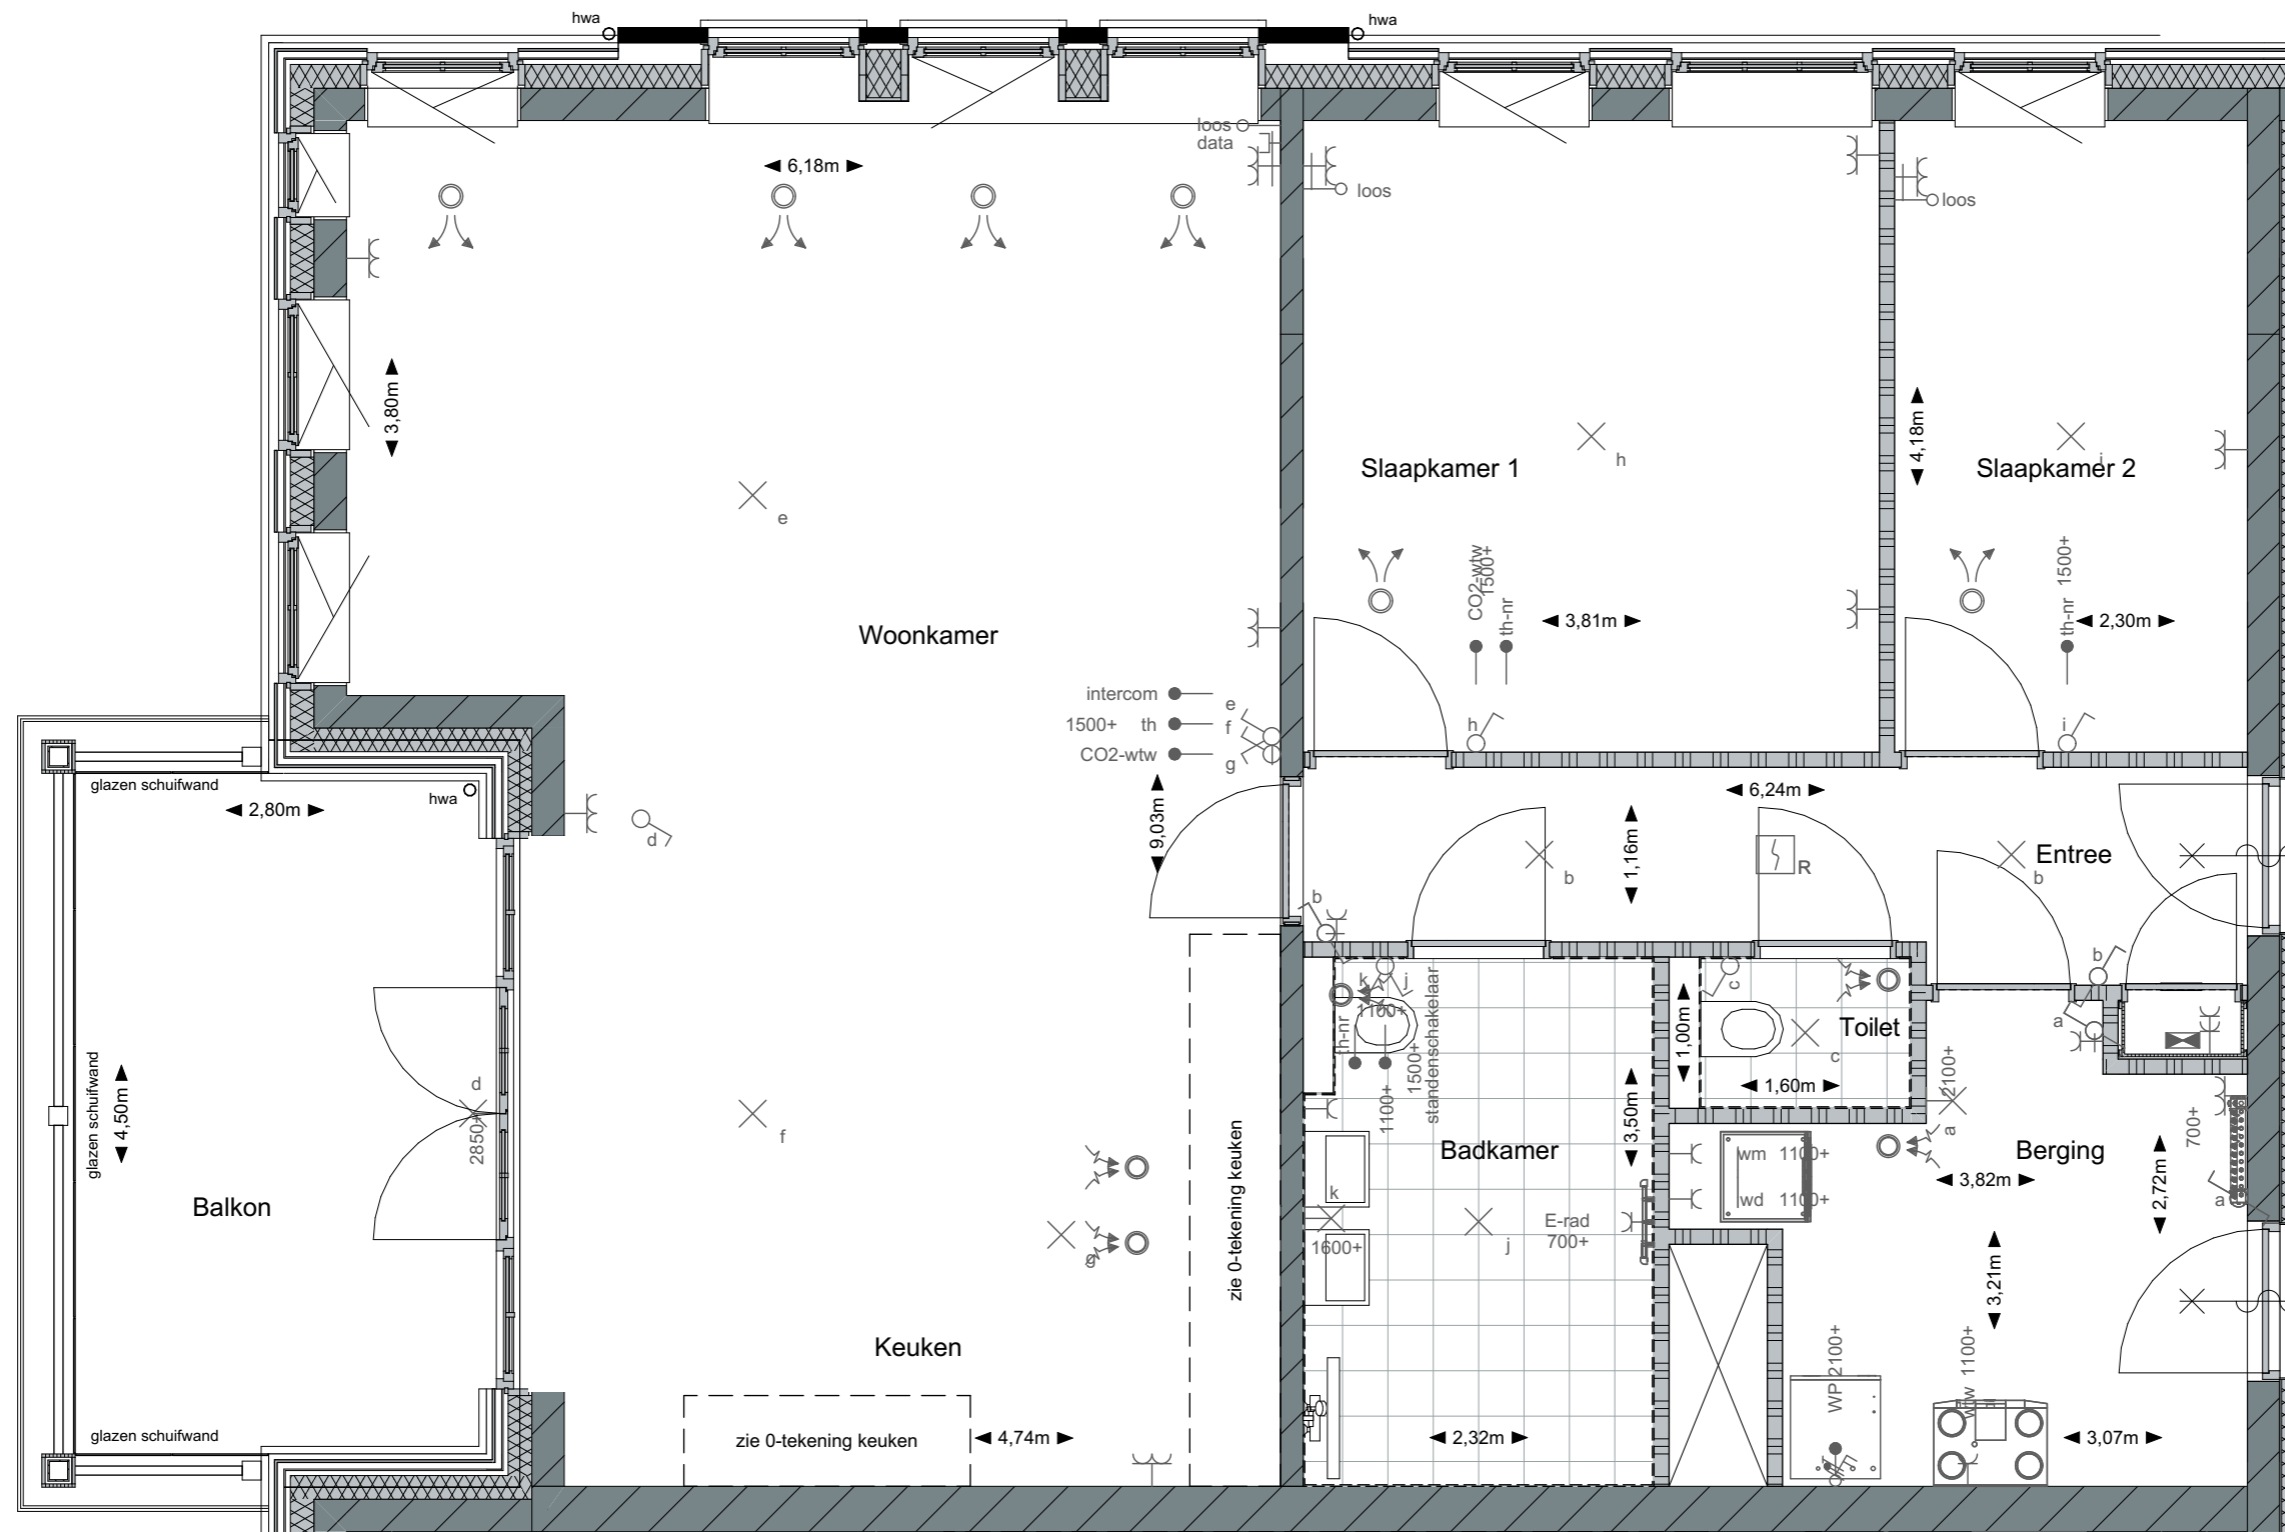 hwa
hwa
loos
data
6,18m
loos
loos
3,80m
e
h
4,18m
Slaapkamer 1
i
Slaapkamer 2
CO2-wtw
1500+
th-nr
1500+
th-nr
3,81m
2,30m
Woonkamer
intercom
e
1500+ th
f
CO2-wtw
g
h
i
glazen schuifwand
2,80m
hwa
d
9,03m
6,24m
1,16m
b
R
Entree
b
b
b
k
j
1100+
th-nr
1500+
standenschakelaar
1100+
c
Toilet
c
1,00m
1,60m
a
2100+
a
glazen schuifwand
4,50m
d
2850+
f
g
zie 0-tekening keuken
Badkamer
3,50m
k
1600+
j
E-rad
700+
wm 1100+
wd 1100+
Berging
3,82m
2,72m
700+
a
3,21m
Balkon
Keuken
WP 2100+
wtw 1100+
glazen schuifwand
zie 0-tekening keuken
4,74m
2,32m
3,07m